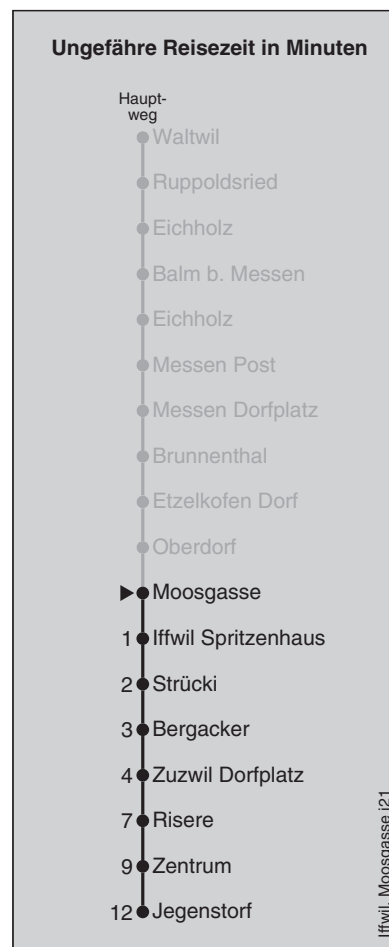 Ungefähre Reisezeit in Minuten
Haupt-
weg
Waltwil
Ruppoldsried
Eichholz
Balm b. Messen
Eichholz
Messen Post
Messen Dorfplatz
Brunnenthal
Etzelkofen Dorf
Oberdorf
Moosgasse
1 Iffwil Spritzenhaus
2 Strücki
3 Bergacker
4 Zuzwil Dorfplatz
7 Risere
9 Zentrum
12 Jegenstorf
Iffwil, Moosgasse j21